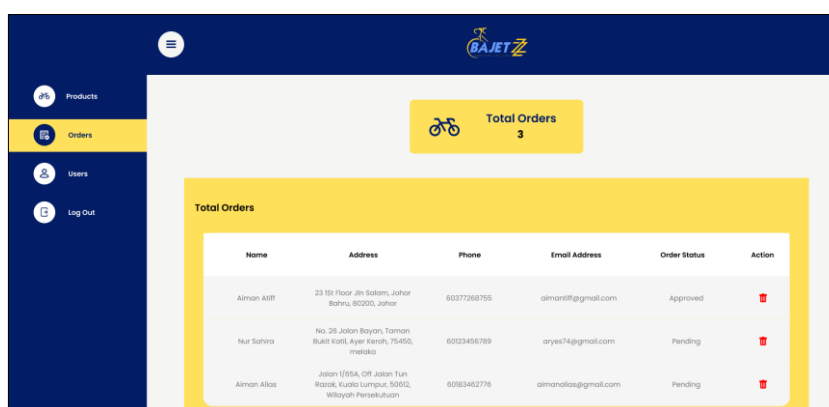 BAJET ZZ
Products
Orders
Users
Log Out
Total Orders
3
Total Orders
Name Address Phone Email Address Order Status Action
Aiman Atiff 23 1St Floor Jln Salam, Johor Bahru, 80200, Johor 60377268755 aimantiff@gmail.com Approved
Nur Sahira No. 26 Jalan Bayan, Taman Bukit Katil, Ayer Keroh, 75450, melaka 60123456789 aryes74@gmail.com Pending
Aiman Alias Jalan 1/65A, Off Jalan Tun Razak, Kuala Lumpur, 50612, Wilayah Persekutuan 60183462776 aimanalias@gmail.com Pending